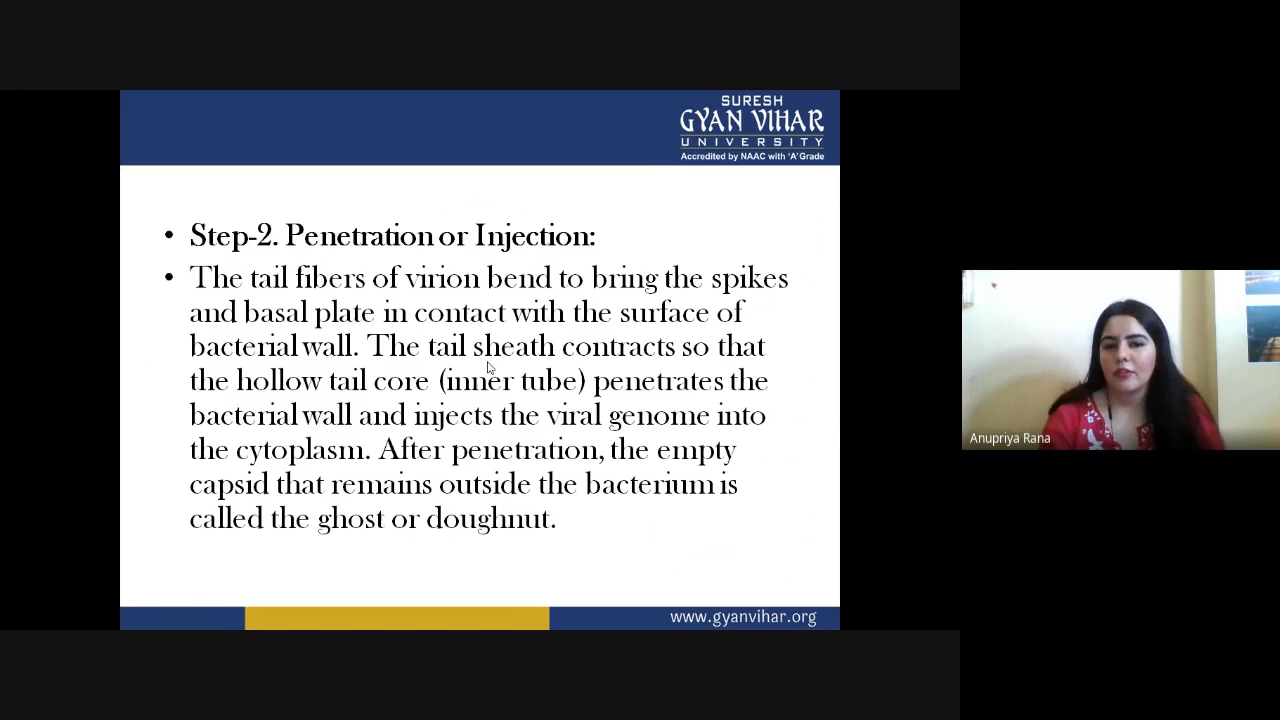 SURESH
GYAN VIHAR
UNIVERSITY
Accredited by NAAC with 'A' Grade
• Step-2. Penetration or Injection:
• The tail fibers of virion bend to bring the spikes
and basal plate in contact with the surface of
bacterial wall. The tail sheath contracts so that
the hollow tail core (inner tube) penetrates the
bacterial wall and injects the viral genome into
the cytoplasm. After penetration, the empty
capsid that remains outside the bacterium is
called the ghost or doughnut.
www.gyanvihar.org
Anupriya Rana